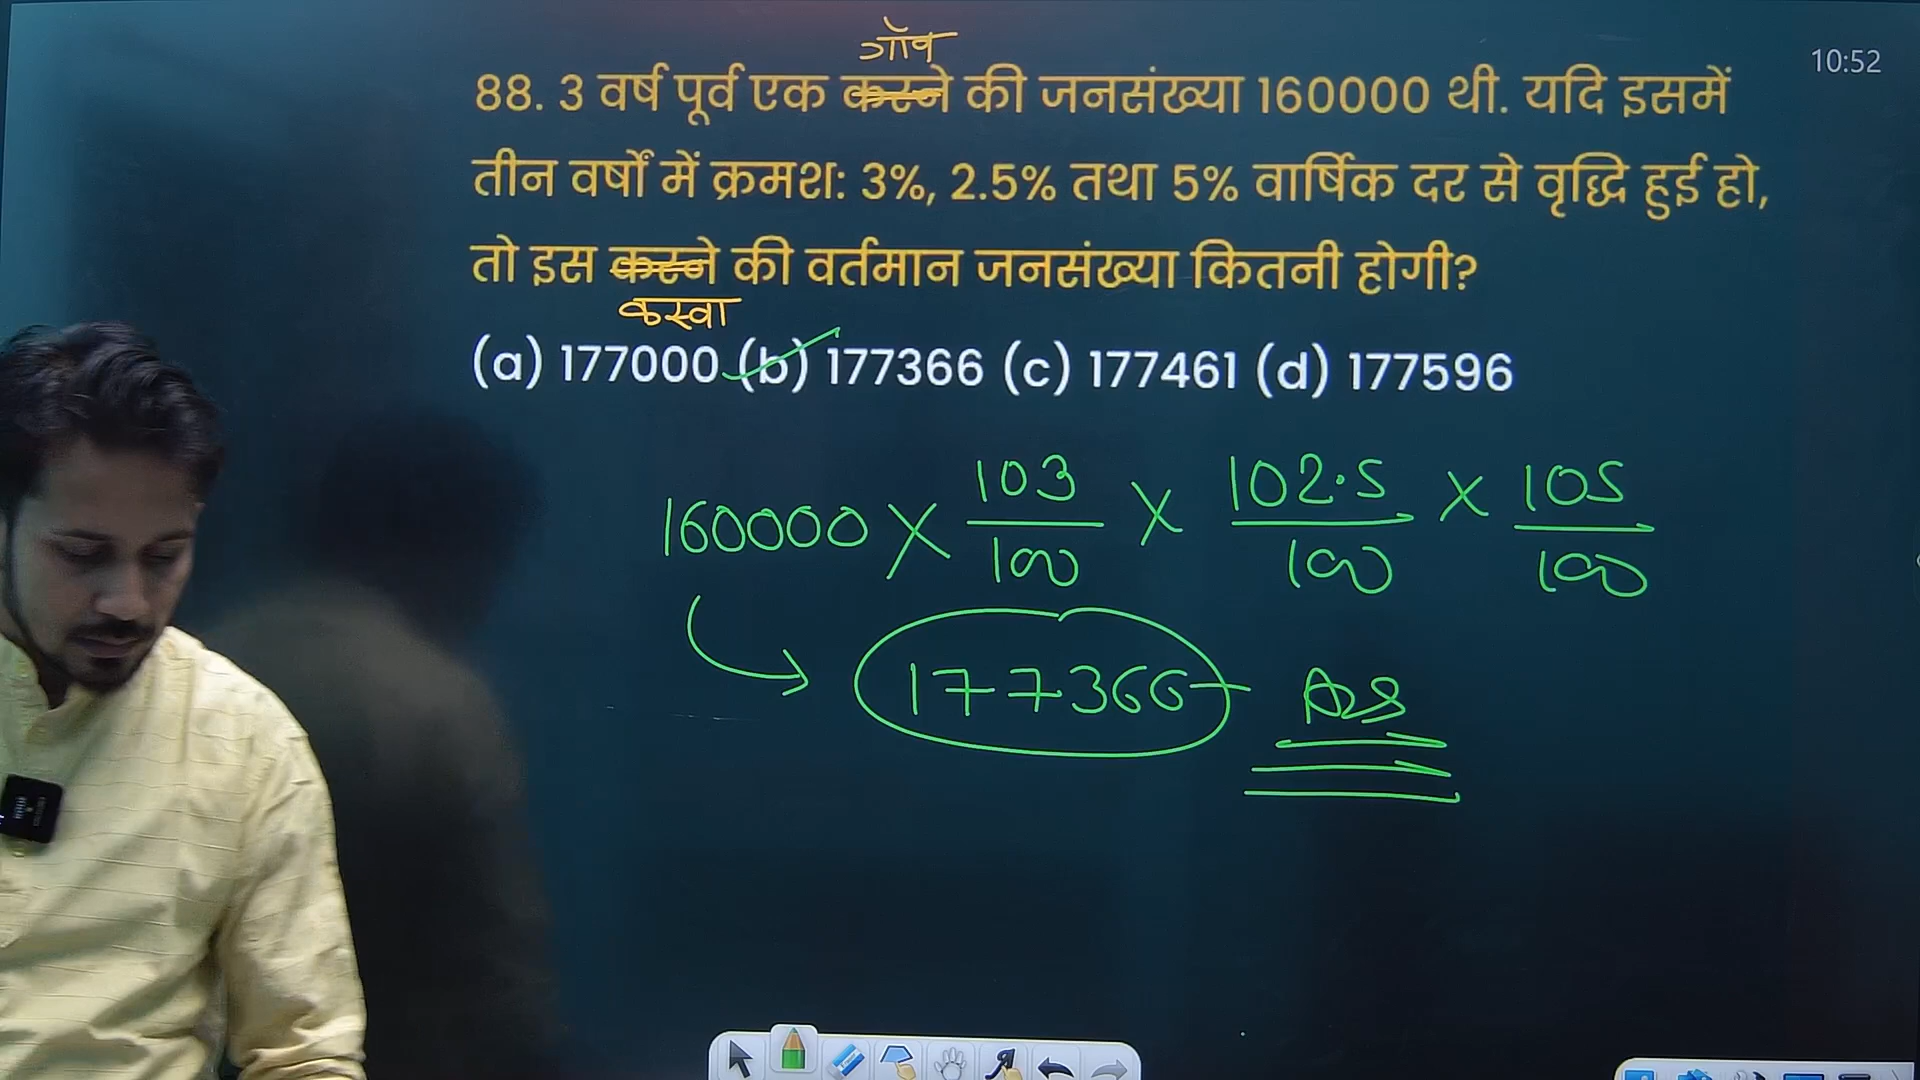 10:52
गॉव
88. 3 वर्ष पूर्व एक कस्ने की जनसंख्या 160000 थी. यदि इसमें
तीन वर्षों में क्रमश: 3%, 2.5% तथा 5% वार्षिक दर से वृद्धि हुई हो,
तो इस कस्ने की वर्तमान जनसंख्या कितनी होगी?
कस्वा
(a) 177000 (b) 177366 (c) 177461 (d) 177596
160000 × 103/100 × 102.5/100 × 105/100
177366 Ans